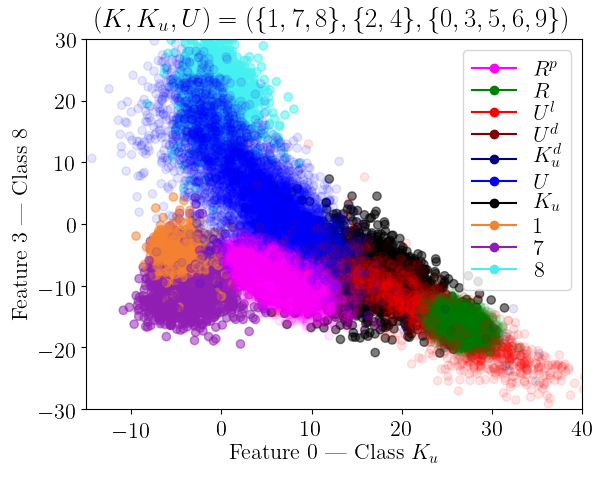 (K, K_u, U) = ({1, 7, 8}, {2, 4}, {0, 3, 5, 6, 9})
30
20
10
0
−10
−20
−30
Feature 3 — Class 8
R^p
R
U^l
U^d
K_u^d
U
K_u
1
7
8
−10
0
10
20
30
40
Feature 0 — Class K_u